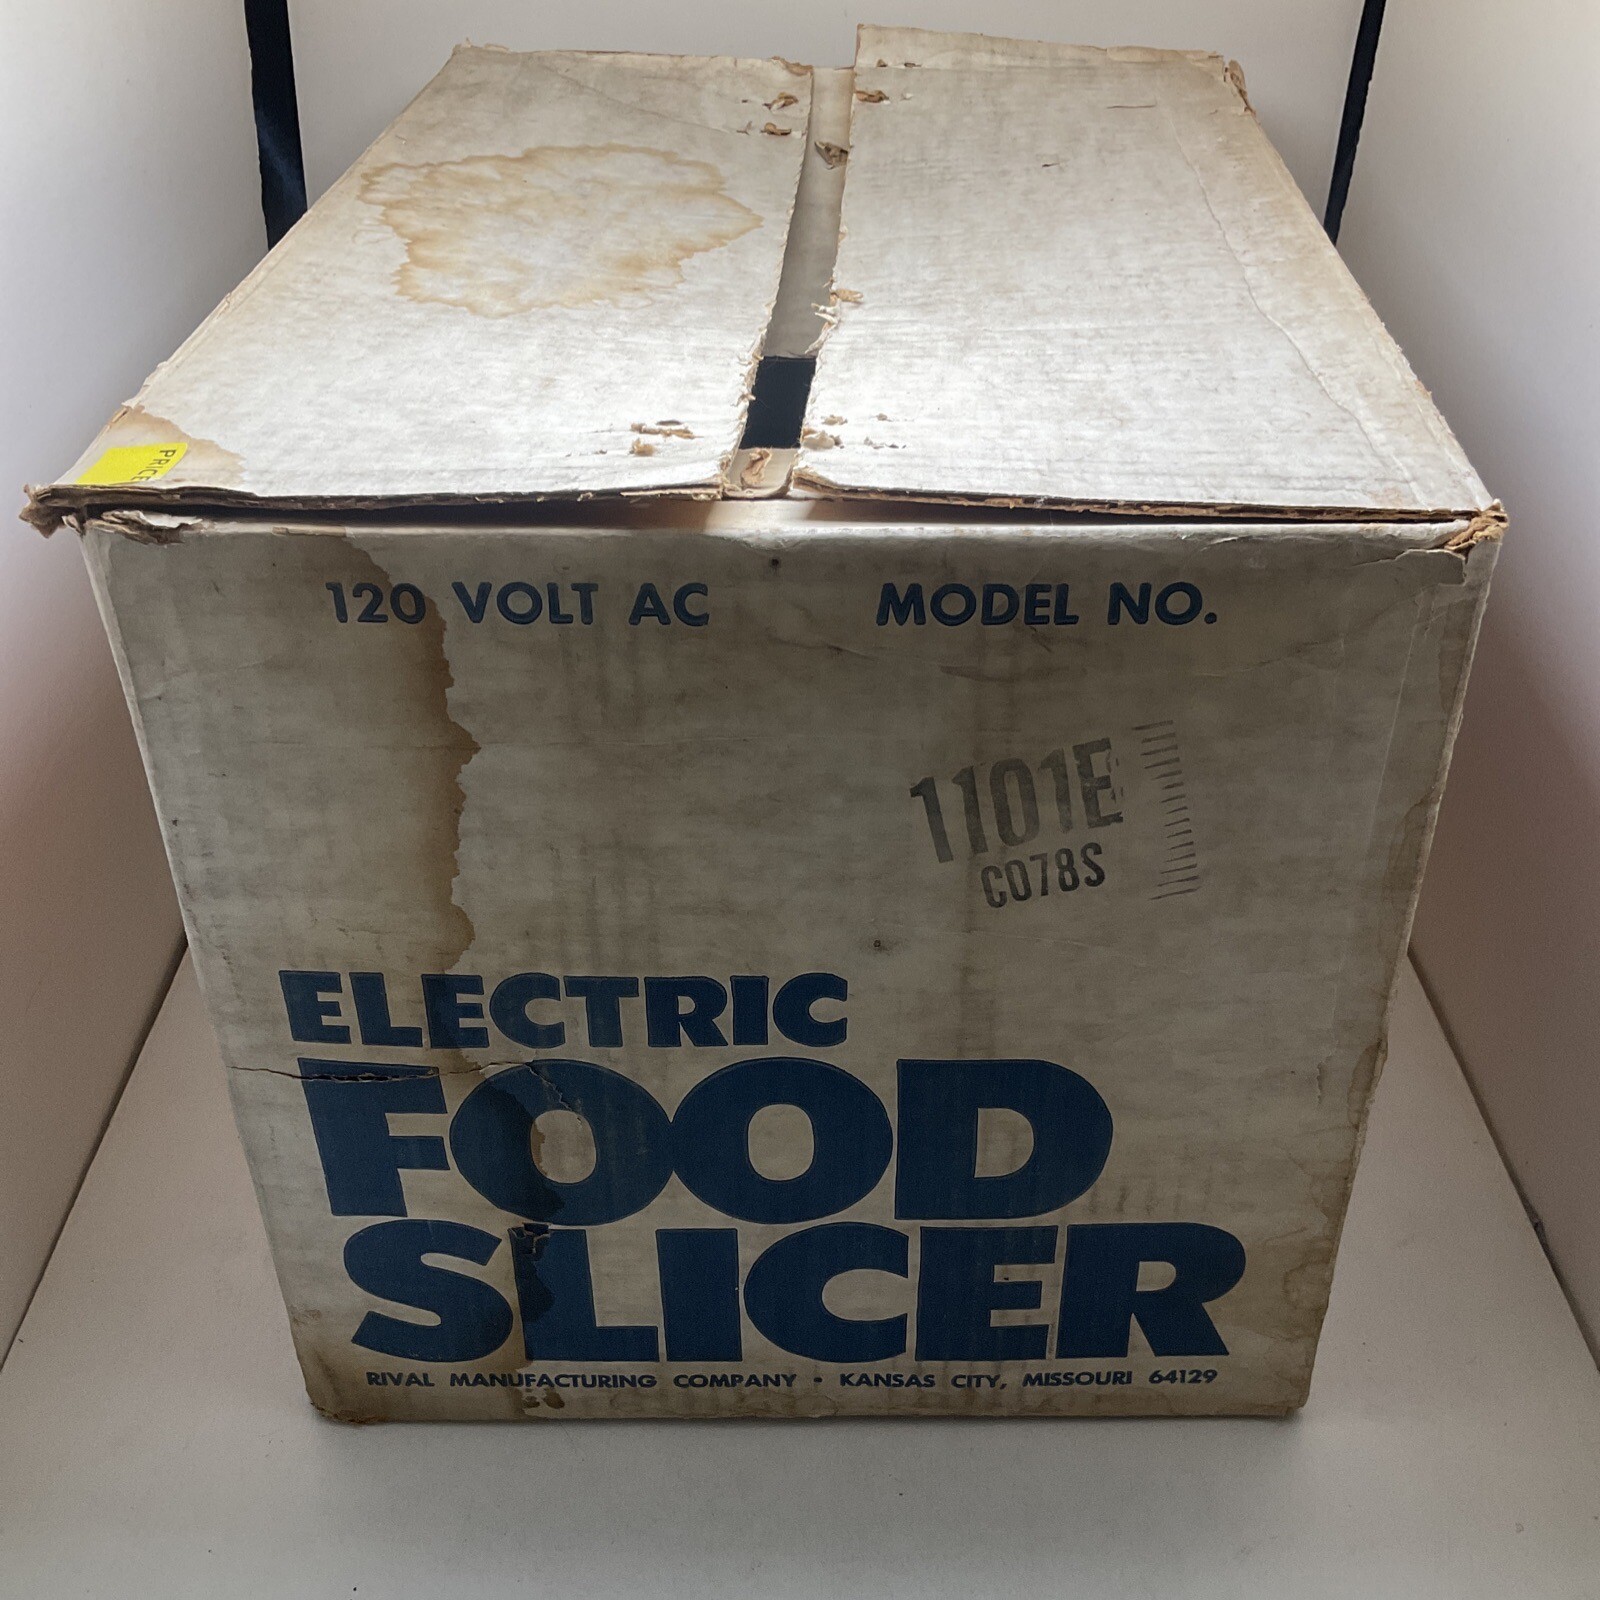 PRICE
120 VOLT AC MODEL NO.
1101E
C078S
ELECTRIC
FOOD
SLICER
RIVAL MANUFACTURING COMPANY • KANSAS CITY, MISSOURI 64129